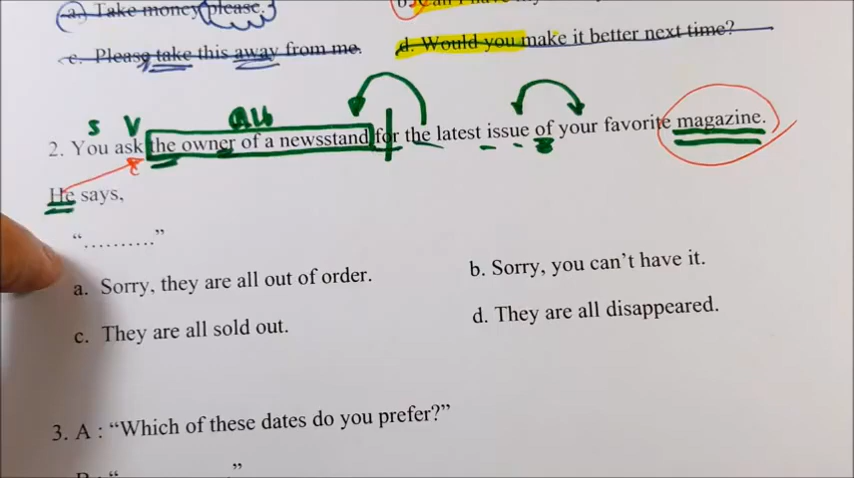 a. Take money please.
c. Please take this away from me.
d. Would you make it better next time?
S V
2. You ask the owner of a newsstand for the latest issue of your favorite magazine.
He says,
“..........”
a. Sorry, they are all out of order.
b. Sorry, you can’t have it.
c. They are all sold out.
d. They are all disappeared.
3. A : “Which of these dates do you prefer?”